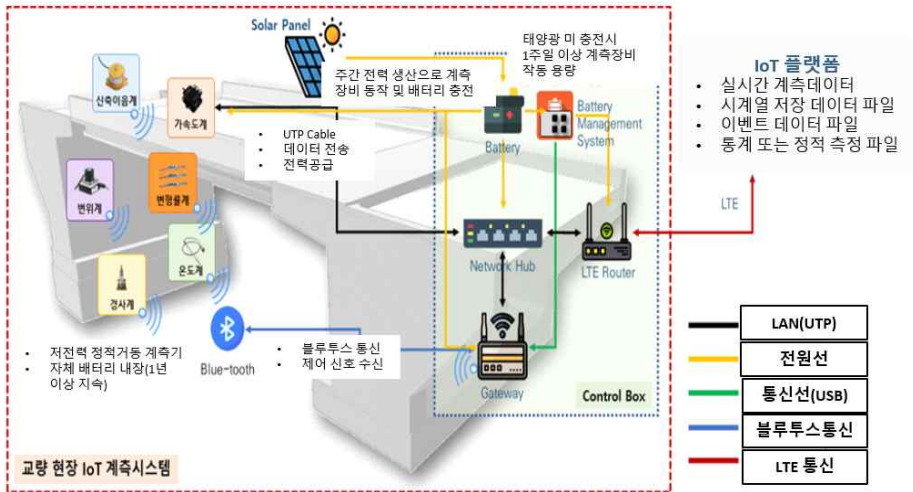 Solar Panel
태양광 미 충전시
1주일 이상 계측장비
작동 용량
주간 전력 생산으로 계측
장비 동작 및 배터리 충전
신축이음계
가속도계
• UTP Cable
• 데이터 전송
• 전력공급
Battery
Battery
Management
System
IoT 플랫폼
• 실시간 계측데이터
• 시계열 저장 데이터 파일
• 이벤트 데이터 파일
• 통계 또는 정적 측정 파일
LTE
변위계
변형률계
온도계
경사계
Network Hub
LTE Router
• 저전력 정적거동 계측기
• 자체 배터리 내장(1년
이상 지속)
Blue-tooth
• 블루투스 통신
• 제어 신호 수신
Gateway
Control Box
교량 현장 IoT 계측시스템
LAN(UTP)
전원선
통신선(USB)
블루투스통신
LTE 통신